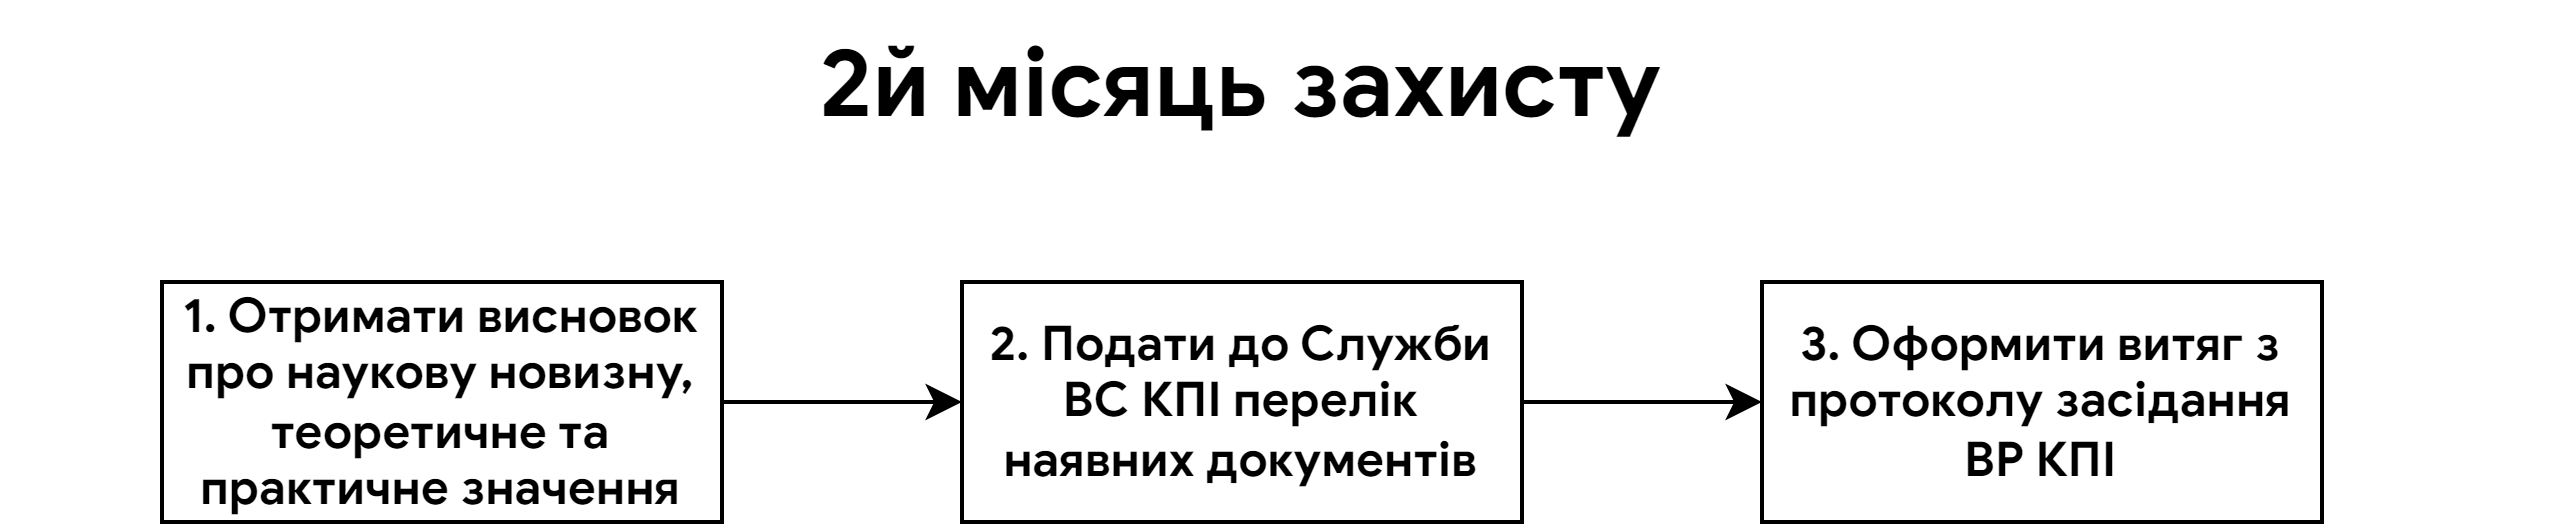 2й місяць захисту
1. Отримати висновок
про наукову новизну,
теоретичне та
практичне значення
2. Подати до Служби
ВС КПІ перелік
наявних документів
3. Оформити витяг з
протоколу засідання
ВР КПІ